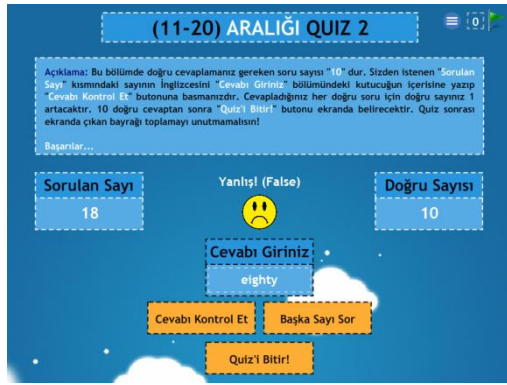 (11-20) ARALIĞI QUIZ 2
0
Açıklama: Bu bölümde doğru cevaplamanız gereken soru sayısı "10" dur. Sizden istenen "Sorulan
Sayı" kısmındaki sayının İnglizcesini "Cevabı Giriniz" bölümündeki kutucuğun içerisine yazıp
"Cevabı Kontrol Et" butonuna basmanızdır. Cevapladığınız her doğru soru için doğru sayınız 1
artacaktır. 10 doğru cevaptan sonra "Quiz'i Bitir!" butonu ekranda belirecektir. Quiz sonrası
ekranda çıkan bayrağı toplamayı unutmamalısın!
Başarılar...
Sorulan Sayı
18
Yanlış! (False)
Doğru Sayısı
10
Cevabı Giriniz
eighty
Cevabı Kontrol Et
Başka Sayı Sor
Quiz'i Bitir!